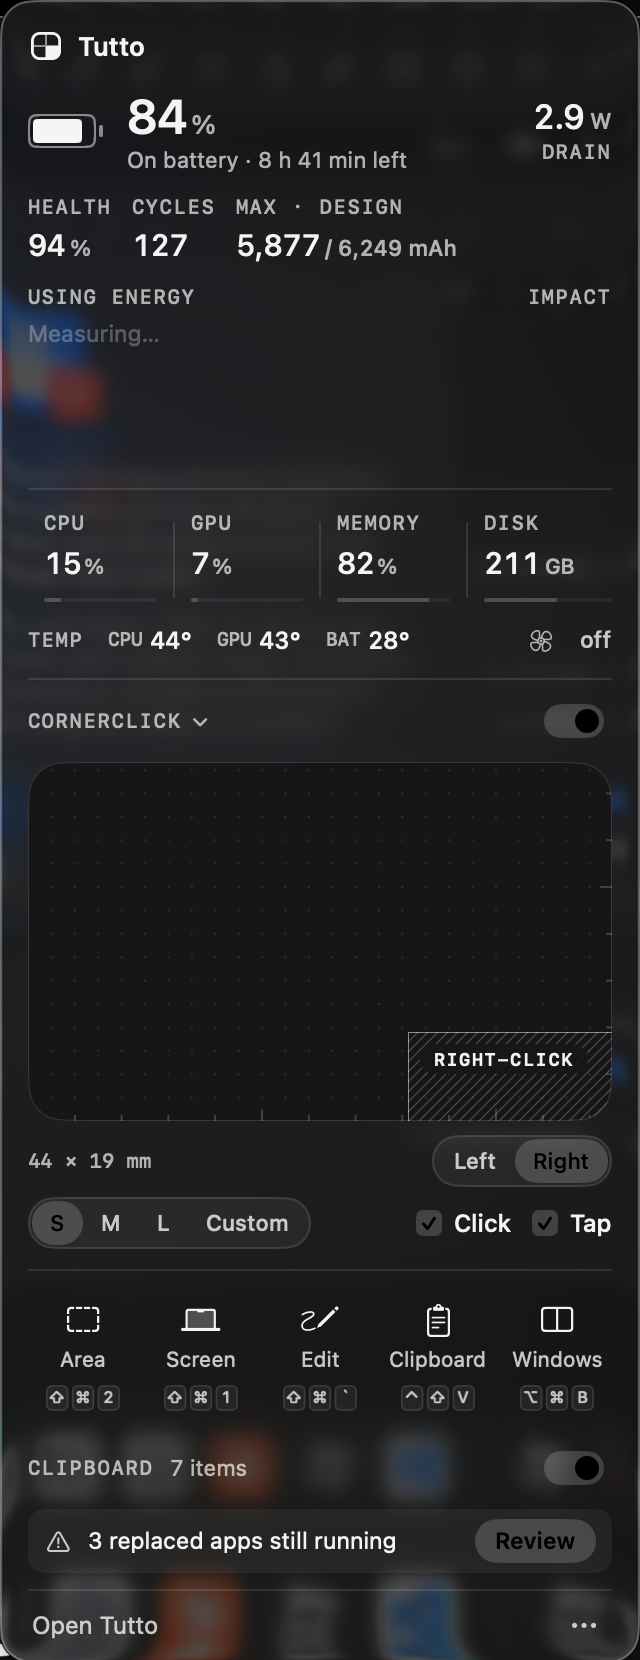 Tutto
84%
2.9 W
On battery · 8 h 41 min left
DRAIN
HEALTH CYCLES MAX · DESIGN
94% 127 5,877 / 6,249 mAh
USING ENERGY IMPACT
Measuring...
CPU GPU MEMORY DISK
15% 7% 82% 211 GB
TEMP CPU 44° GPU 43° BAT 28° off
CORNERCLICK
RIGHT-CLICK
44 × 19 mm Left Right
S M L Custom Click Tap
Area Screen Edit Clipboard Windows
⇧ ⌘ 2 ⇧ ⌘ 1 ⇧ ⌘ ` ^ ⇧ V ⌥ ⌘ B
CLIPBOARD 7 items
3 replaced apps still running Review
Open Tutto ···